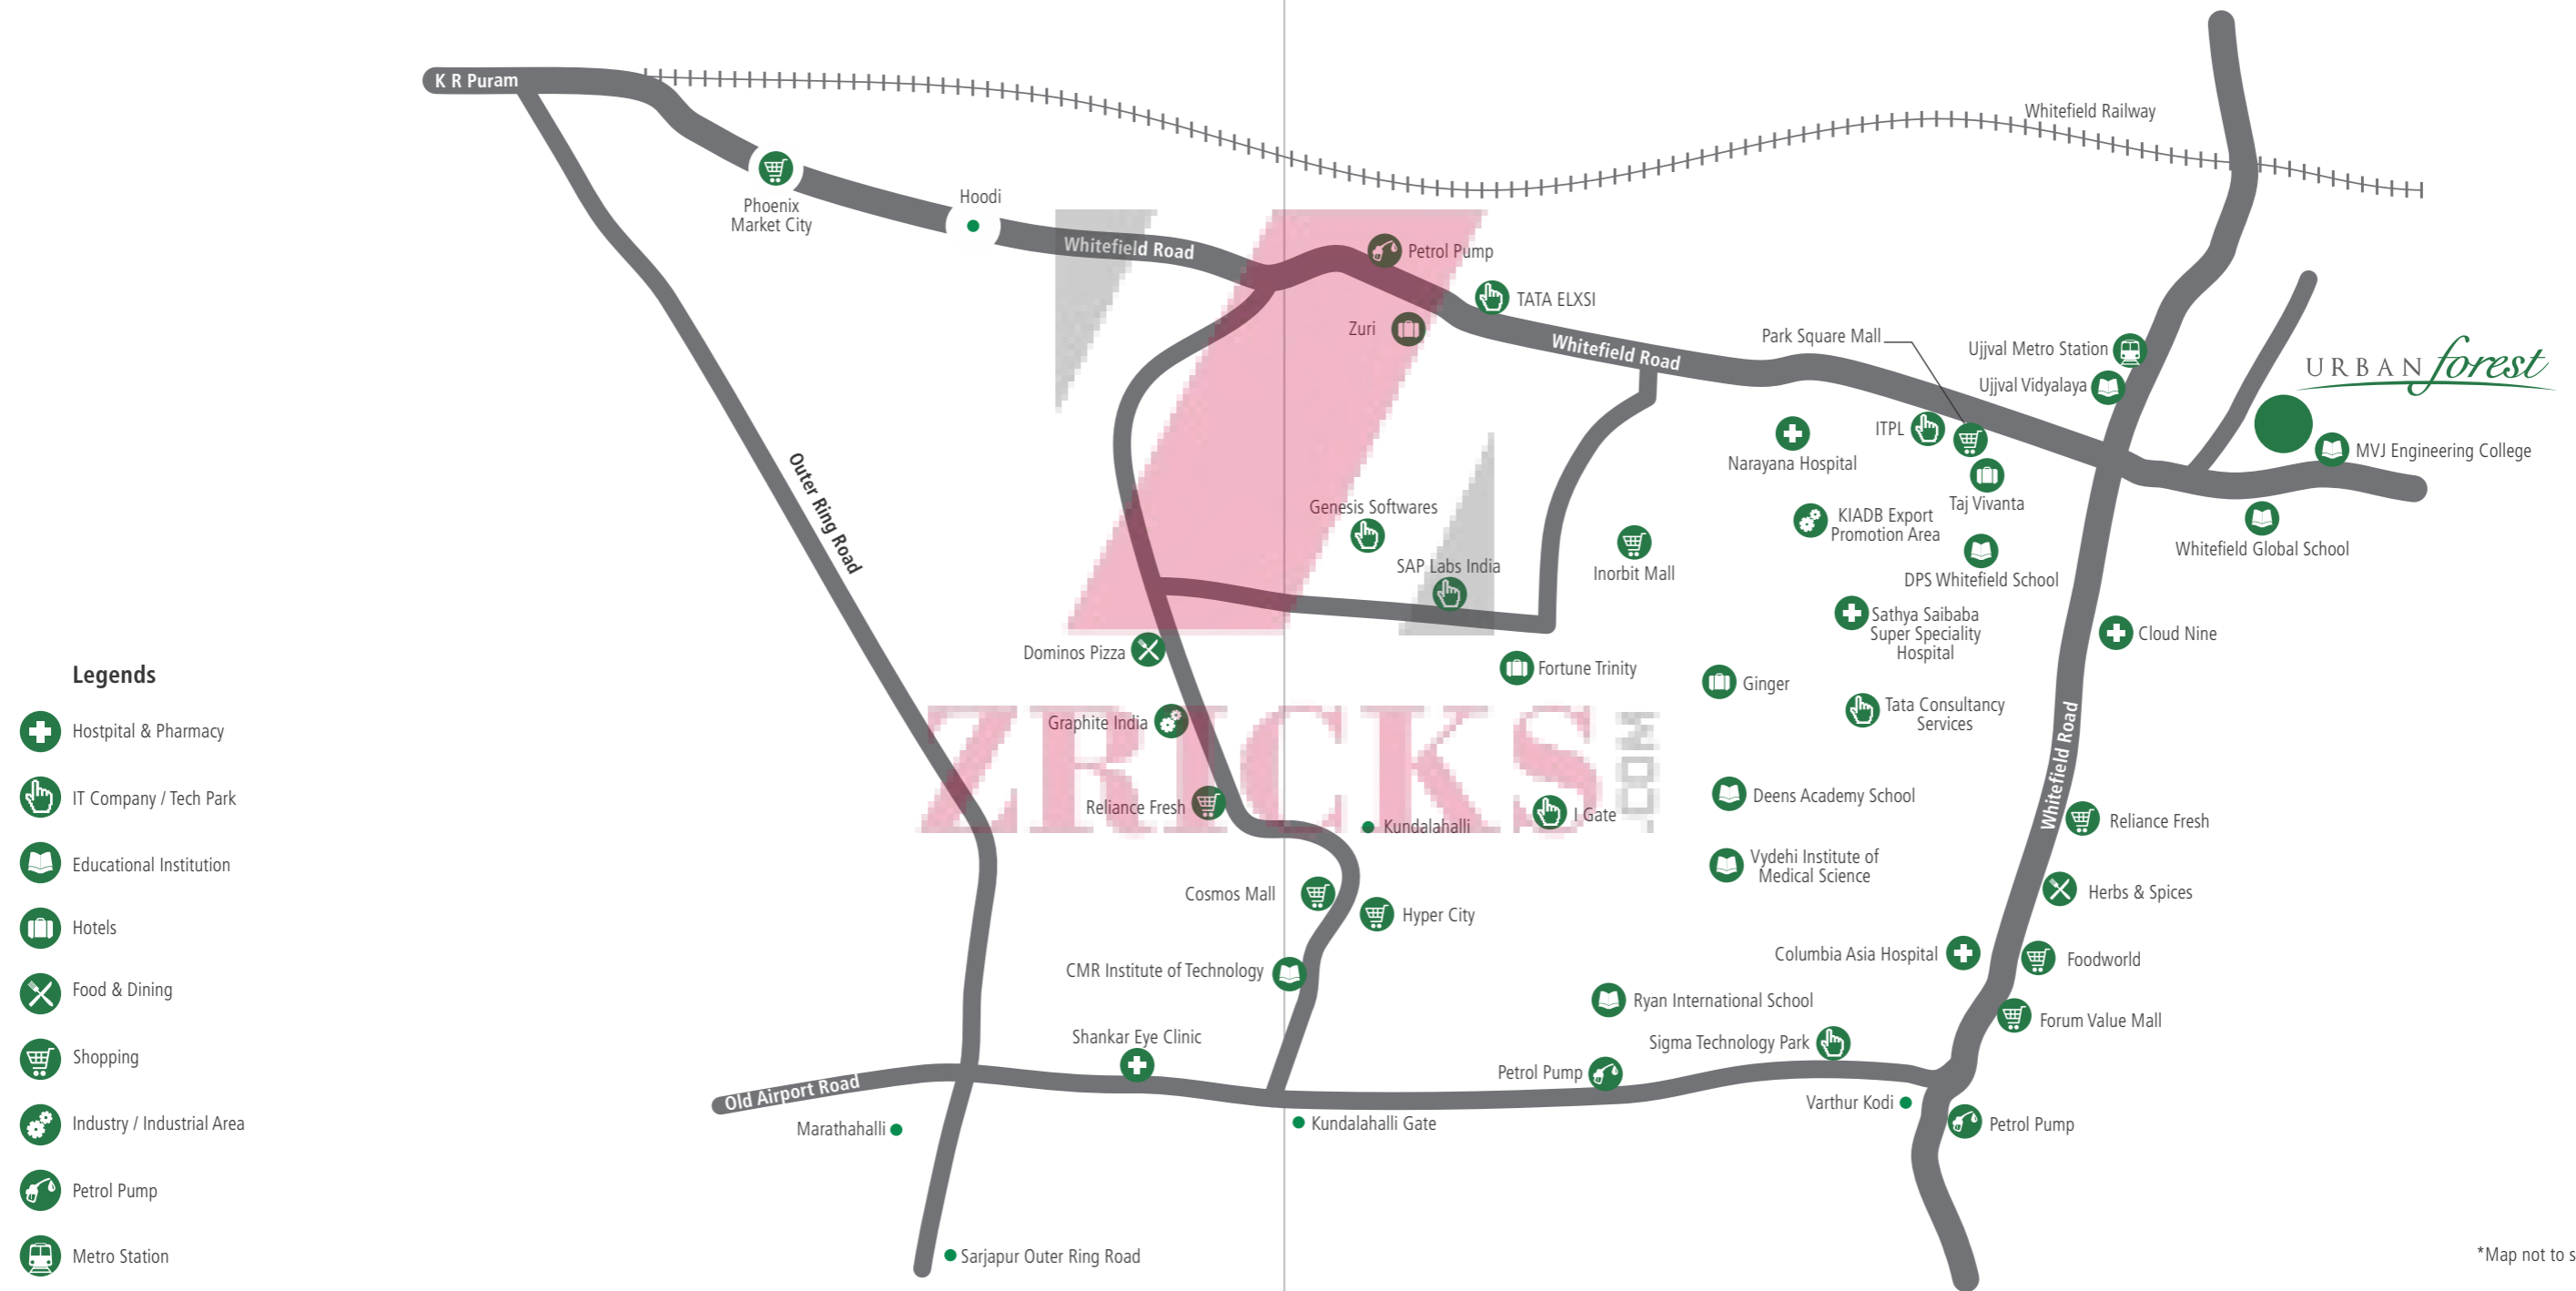 K R Puram
Whitefield Railway
Phoenix
Market City
Hoodi
Whitefield Road
Petrol Pump
TATA ELXSI
Zuri
Whitefield Road
Park Square Mall
Ujjval Metro Station
Ujjval Vidyalaya
URBAN forest
ITPL
Narayana Hospital
MVJ Engineering College
Taj Vivanta
Outer Ring Road
Genesis Softwares
KIADB Export
Promotion Area
Whitefield Global School
SAP Labs India
Inorbit Mall
DPS Whitefield School
Sathya Saibaba
Super Speciality
Hospital
Cloud Nine
Dominos Pizza
Fortune Trinity
Ginger
Tata Consultancy
Services
Graphite India
ZRICKS
.COM
Whitefield Road
Reliance Fresh
Kundalahalli
I Gate
Deens Academy School
Reliance Fresh
Vydehi Institute of
Medical Science
Cosmos Mall
Hyper City
Herbs & Spices
CMR Institute of Technology
Columbia Asia Hospital
Foodworld
Ryan International School
Forum Value Mall
Shankar Eye Clinic
Sigma Technology Park
Petrol Pump
Old Airport Road
Varthur Kodi
Marathahalli
Kundalahalli Gate
Petrol Pump
Sarjapur Outer Ring Road
Legends
Hostpital & Pharmacy
IT Company / Tech Park
Educational Institution
Hotels
Food & Dining
Shopping
Industry / Industrial Area
Petrol Pump
Metro Station
*Map not to s